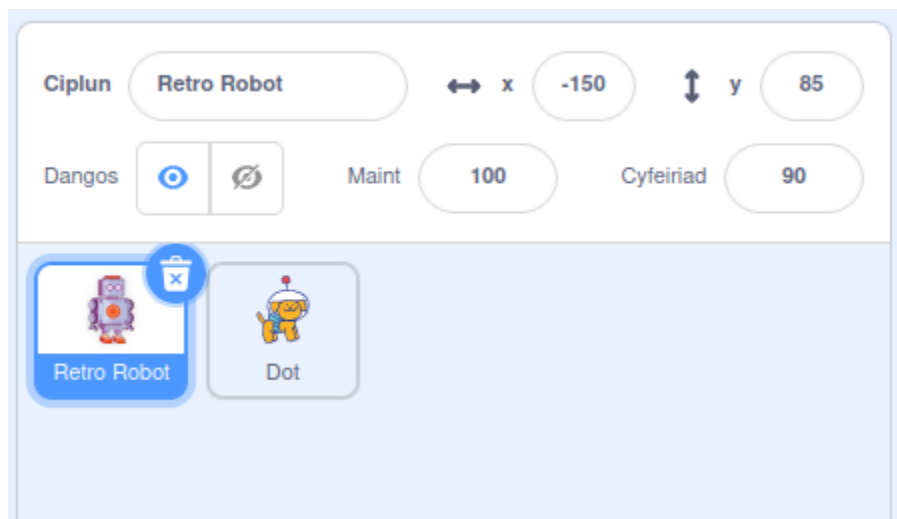 Ciplun Retro Robot x -150 y 85
Dangos Maint 100 Cyfeiriad 90
Retro Robot Dot